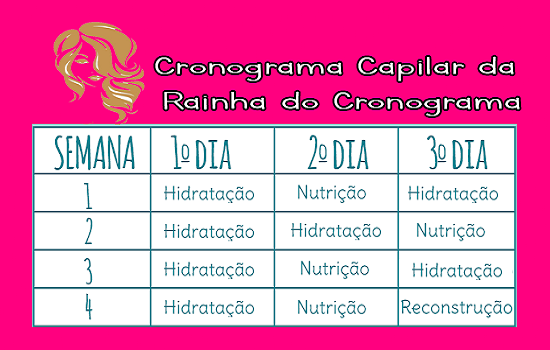 Cronograma Capilar da
Rainha do Cronograma
SEMANA 1º DIA 2º DIA 3º DIA
1 Hidratação Nutrição Hidratação
2 Hidratação Hidratação Nutrição
3 Hidratação Nutrição Hidratação
4 Hidratação Nutrição Reconstrução